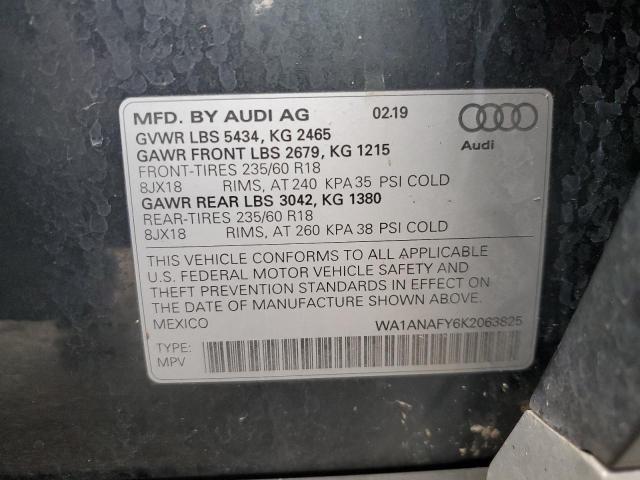 MFD. BY AUDI AG 02.19
GVWR LBS 5434, KG 2465
GAWR FRONT LBS 2679, KG 1215
FRONT-TIRES 235/60 R18
8JX18 RIMS, AT 240 KPA 35 PSI COLD
GAWR REAR LBS 3042, KG 1380
REAR-TIRES 235/60 R18
8JX18 RIMS, AT 260 KPA 38 PSI COLD
Audi
THIS VEHICLE CONFORMS TO ALL APPLICABLE
U.S. FEDERAL MOTOR VEHICLE SAFETY AND
THEFT PREVENTION STANDARDS IN EFFECT ON
THE DATE OF MANUFACTURE SHOWN ABOVE.
MEXICO WA1ANAFY6K2063825
TYPE:
MPV